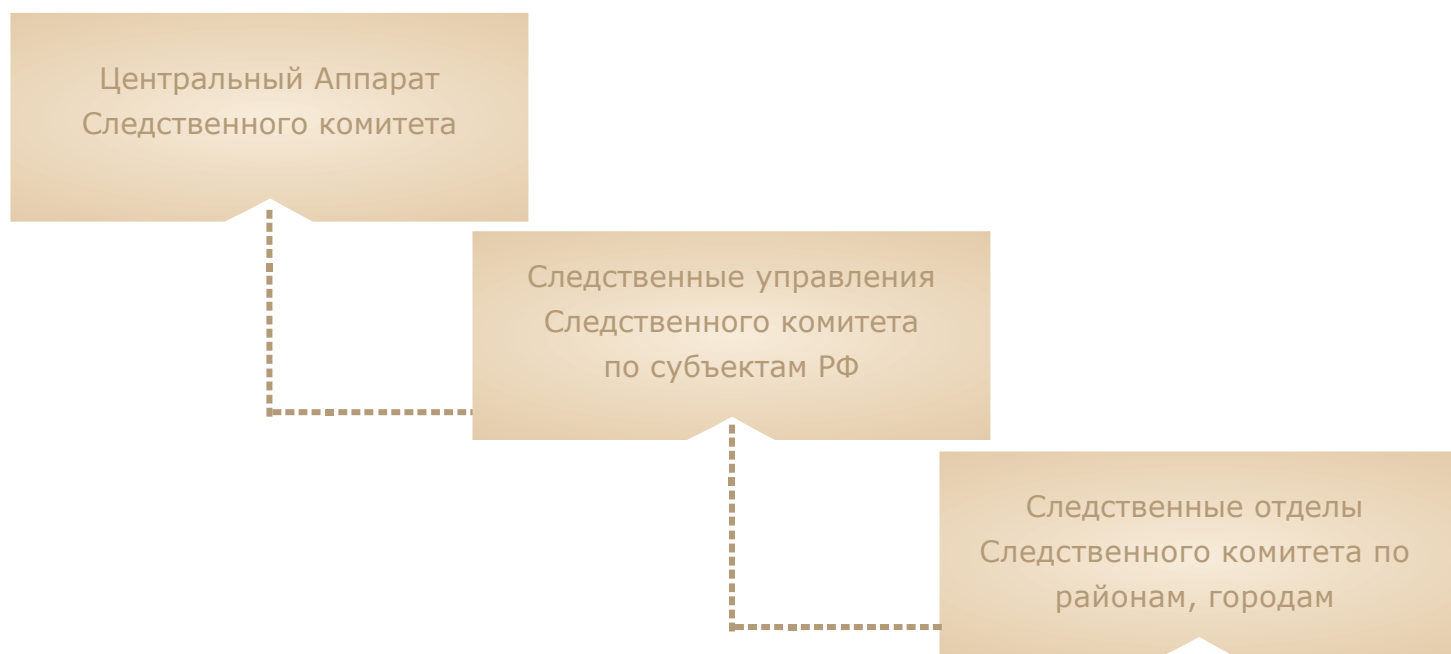 Центральный Аппарат
Следственного комитета
Следственные управления
Следственного комитета
по субъектам РФ
Следственные отделы
Следственного комитета по
районам, городам